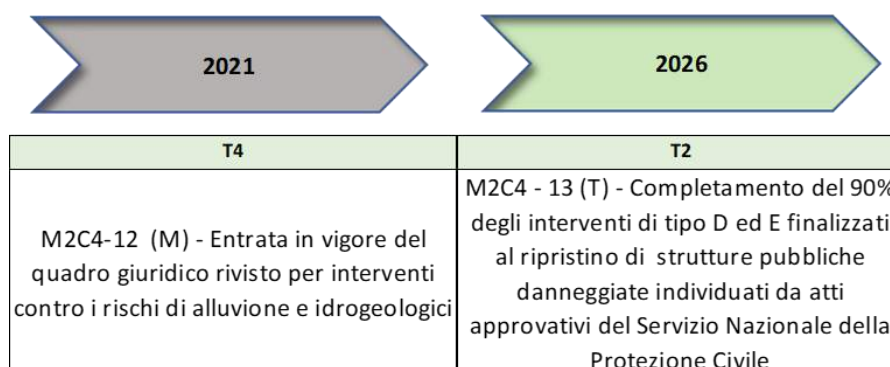 2021
2026
T4
T2
M2C4-12 (M) - Entrata in vigore del
quadro giuridico rivisto per interventi
contro i rischi di alluvione e idrogeologici
M2C4 - 13 (T) - Completamento del 90%
degli interventi di tipo D ed E finalizzati
al ripristino di strutture pubbliche
danneggiate individuati da atti
approvativi del Servizio Nazionale della
Protezione Civile